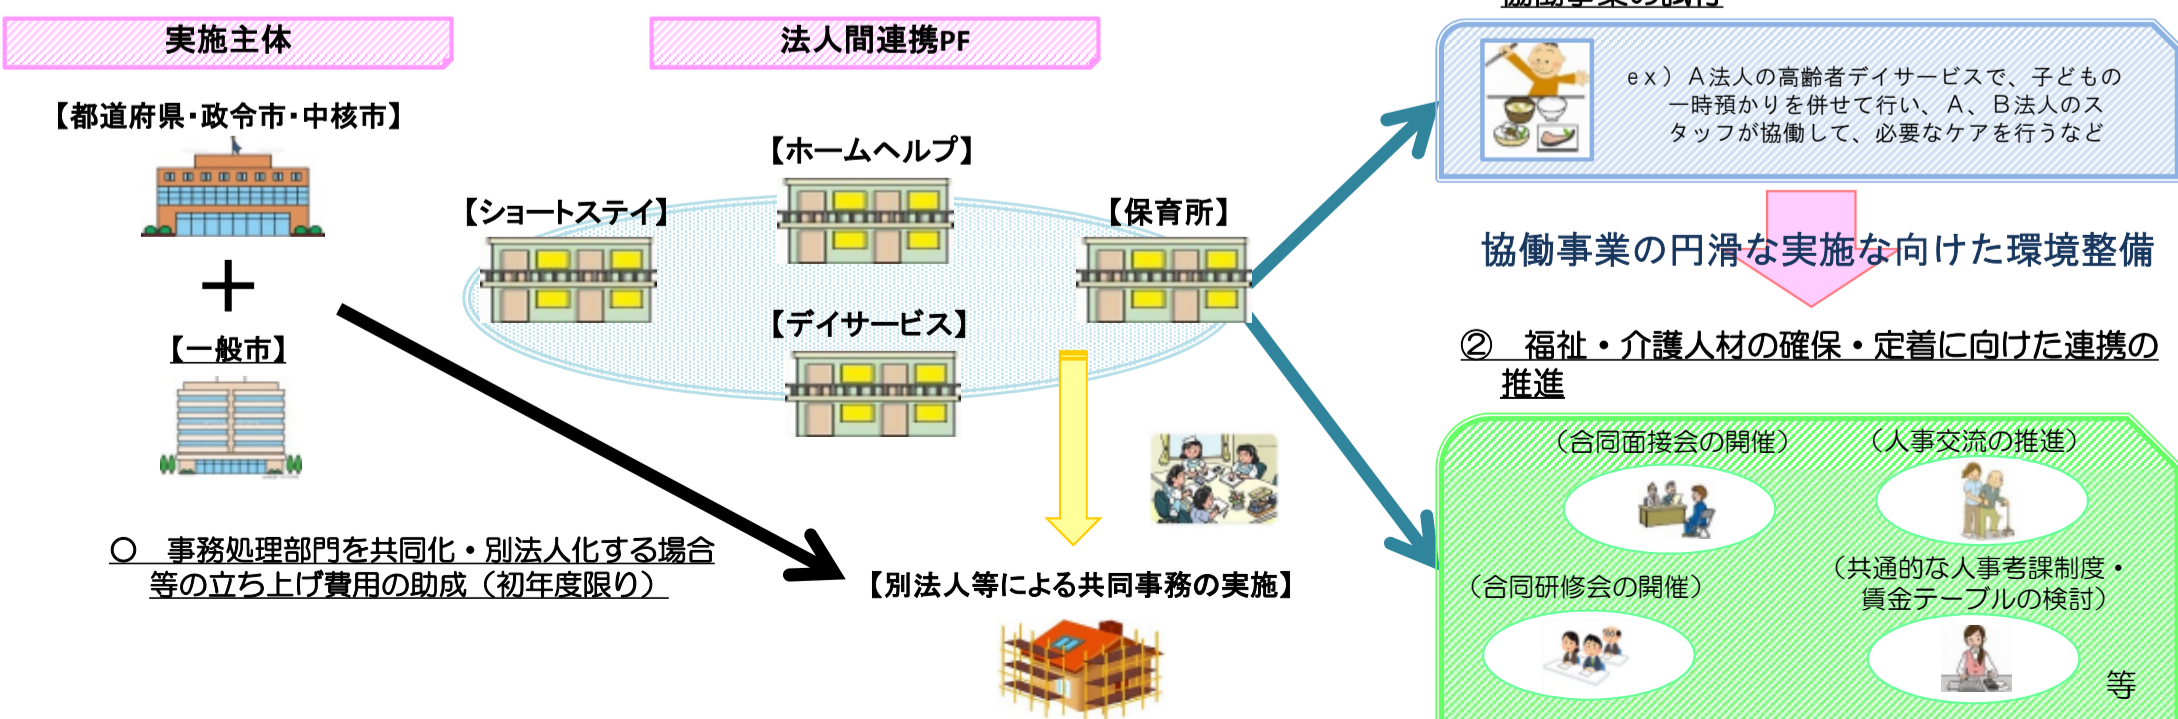 実施主体
【都道府県・政令市・中核市】
【一般市】
○　事務処理部門を共同化・別法人化する場合
等の立ち上げ費用の助成（初年度限り）
法人間連携PF
【ホームヘルプ】
【ショートステイ】
【保育所】
【デイサービス】
【別法人等による共同事務の実施】
ｅｘ）Ａ法人の高齢者デイサービスで、子どもの
一時預かりを併せて行い、Ａ、Ｂ法人のス
タッフが協働して、必要なケアを行うなど
協働事業の円滑な実施な向けた環境整備
②　福祉・介護人材の確保・定着に向けた連携の
推進
（合同面接会の開催）
（人事交流の推進）
（合同研修会の開催）
（共通的な人事考課制度・
賃金テーブルの検討）
等